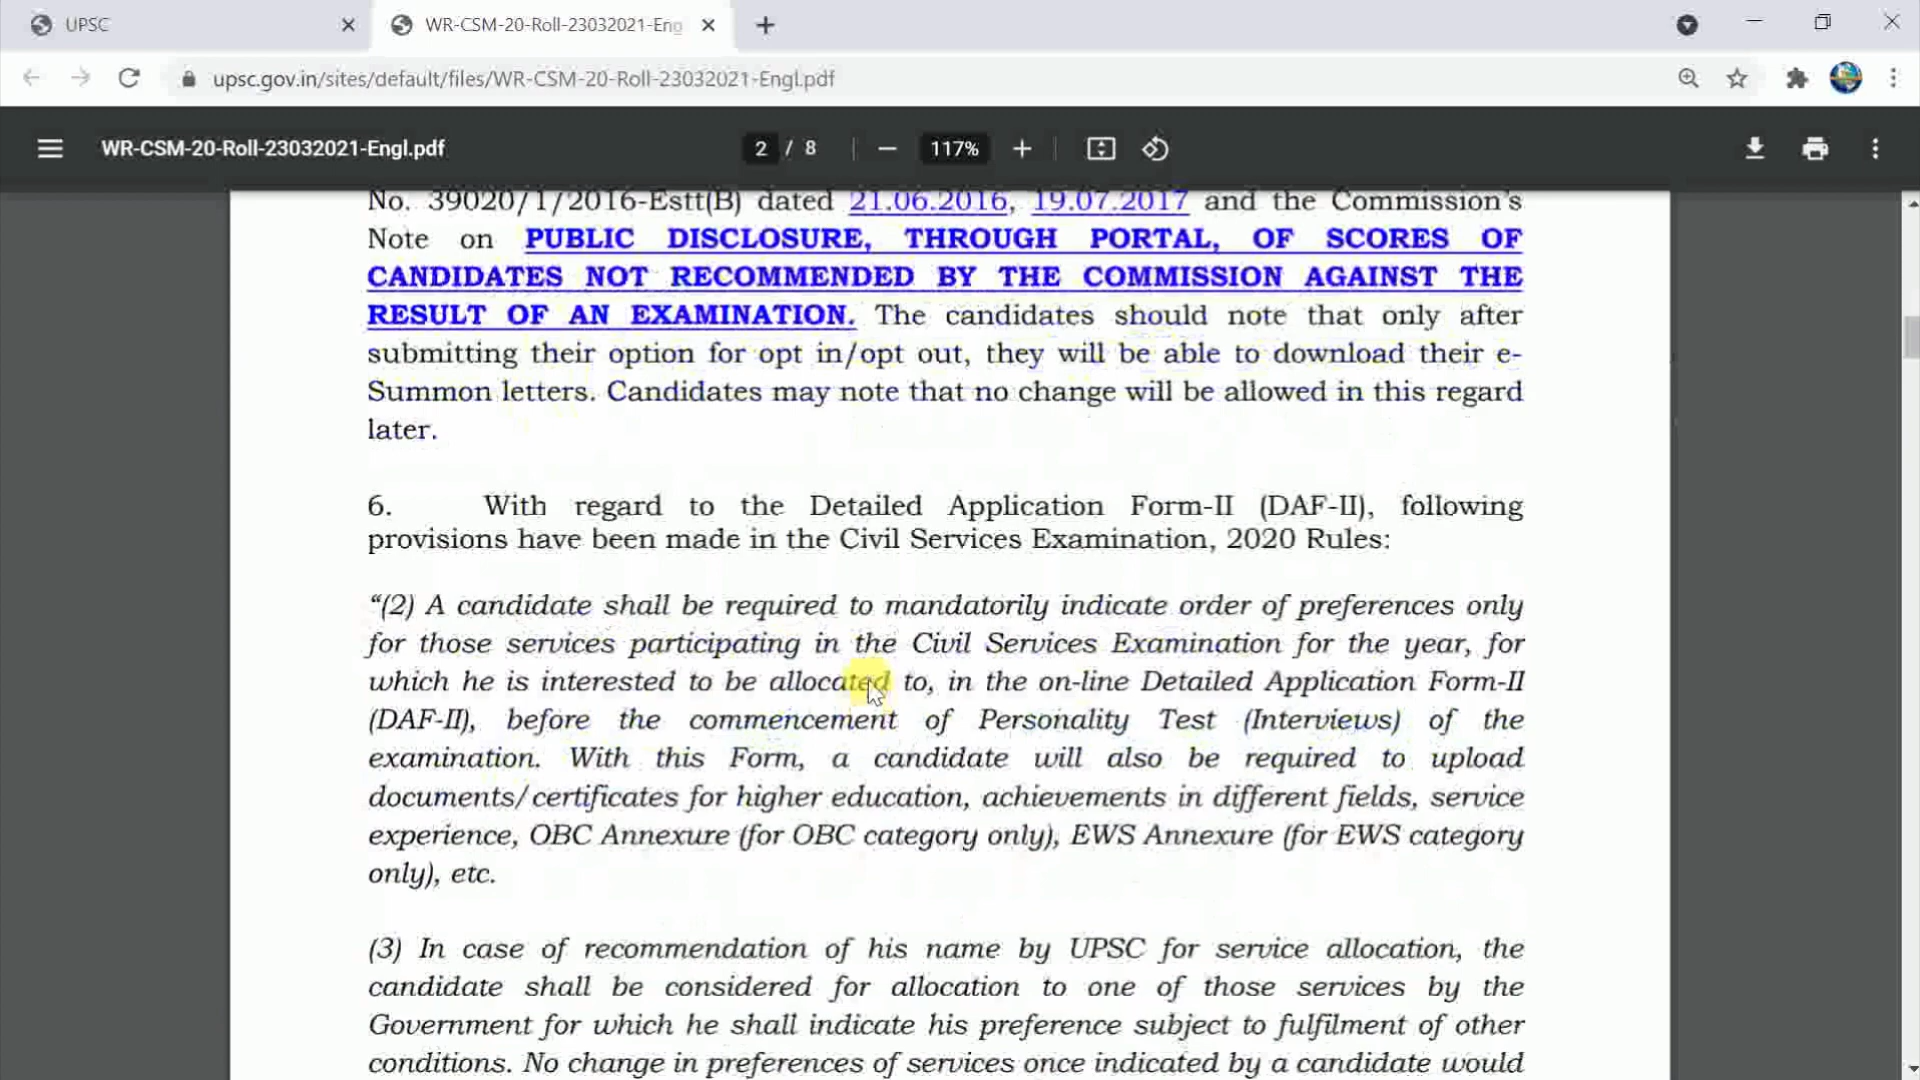 UPSC
WR-CSM-20-Roll-23032021-Eng
upsc.gov.in/sites/default/files/WR-CSM-20-Roll-23032021-Engl.pdf
WR-CSM-20-Roll-23032021-Engl.pdf
2 / 8
117%
No. 39020/1/2016-Estt(B) dated 21.06.2016, 19.07.2017 and the Commission's
Note on PUBLIC DISCLOSURE, THROUGH PORTAL, OF SCORES OF
CANDIDATES NOT RECOMMENDED BY THE COMMISSION AGAINST THE
RESULT OF AN EXAMINATION. The candidates should note that only after
submitting their option for opt in/opt out, they will be able to download their e-
Summon letters. Candidates may note that no change will be allowed in this regard
later.
6. With regard to the Detailed Application Form-II (DAF-II), following
provisions have been made in the Civil Services Examination, 2020 Rules:
“(2) A candidate shall be required to mandatorily indicate order of preferences only
for those services participating in the Civil Services Examination for the year, for
which he is interested to be allocated to, in the on-line Detailed Application Form-II
(DAF-II), before the commencement of Personality Test (Interviews) of the
examination. With this Form, a candidate will also be required to upload
documents/certificates for higher education, achievements in different fields, service
experience, OBC Annexure (for OBC category only), EWS Annexure (for EWS category
only), etc.
(3) In case of recommendation of his name by UPSC for service allocation, the
candidate shall be considered for allocation to one of those services by the
Government for which he shall indicate his preference subject to fulfilment of other
conditions. No change in preferences of services once indicated by a candidate would